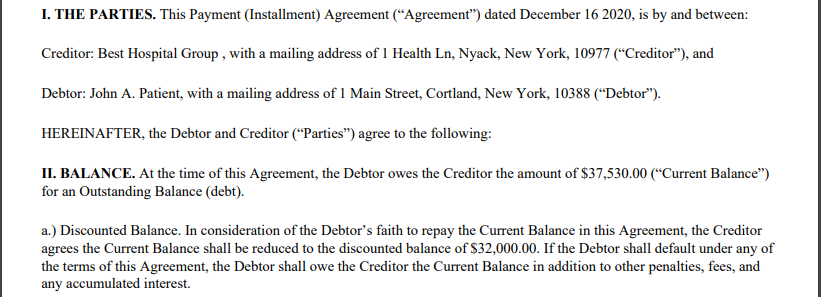 I. THE PARTIES. This Payment (Installment) Agreement (“Agreement”) dated December 16 2020, is by and between:
Creditor: Best Hospital Group , with a mailing address of 1 Health Ln, Nyack, New York, 10977 (“Creditor”), and
Debtor: John A. Patient, with a mailing address of 1 Main Street, Cortland, New York, 10388 (“Debtor”).
HEREINAFTER, the Debtor and Creditor (“Parties”) agree to the following:
II. BALANCE. At the time of this Agreement, the Debtor owes the Creditor the amount of $37,530.00 (“Current Balance”)
for an Outstanding Balance (debt).
a.) Discounted Balance. In consideration of the Debtor’s faith to repay the Current Balance in this Agreement, the Creditor
agrees the Current Balance shall be reduced to the discounted balance of $32,000.00. If the Debtor shall default under any of
the terms of this Agreement, the Debtor shall owe the Creditor the Current Balance in addition to other penalties, fees, and
any accumulated interest.